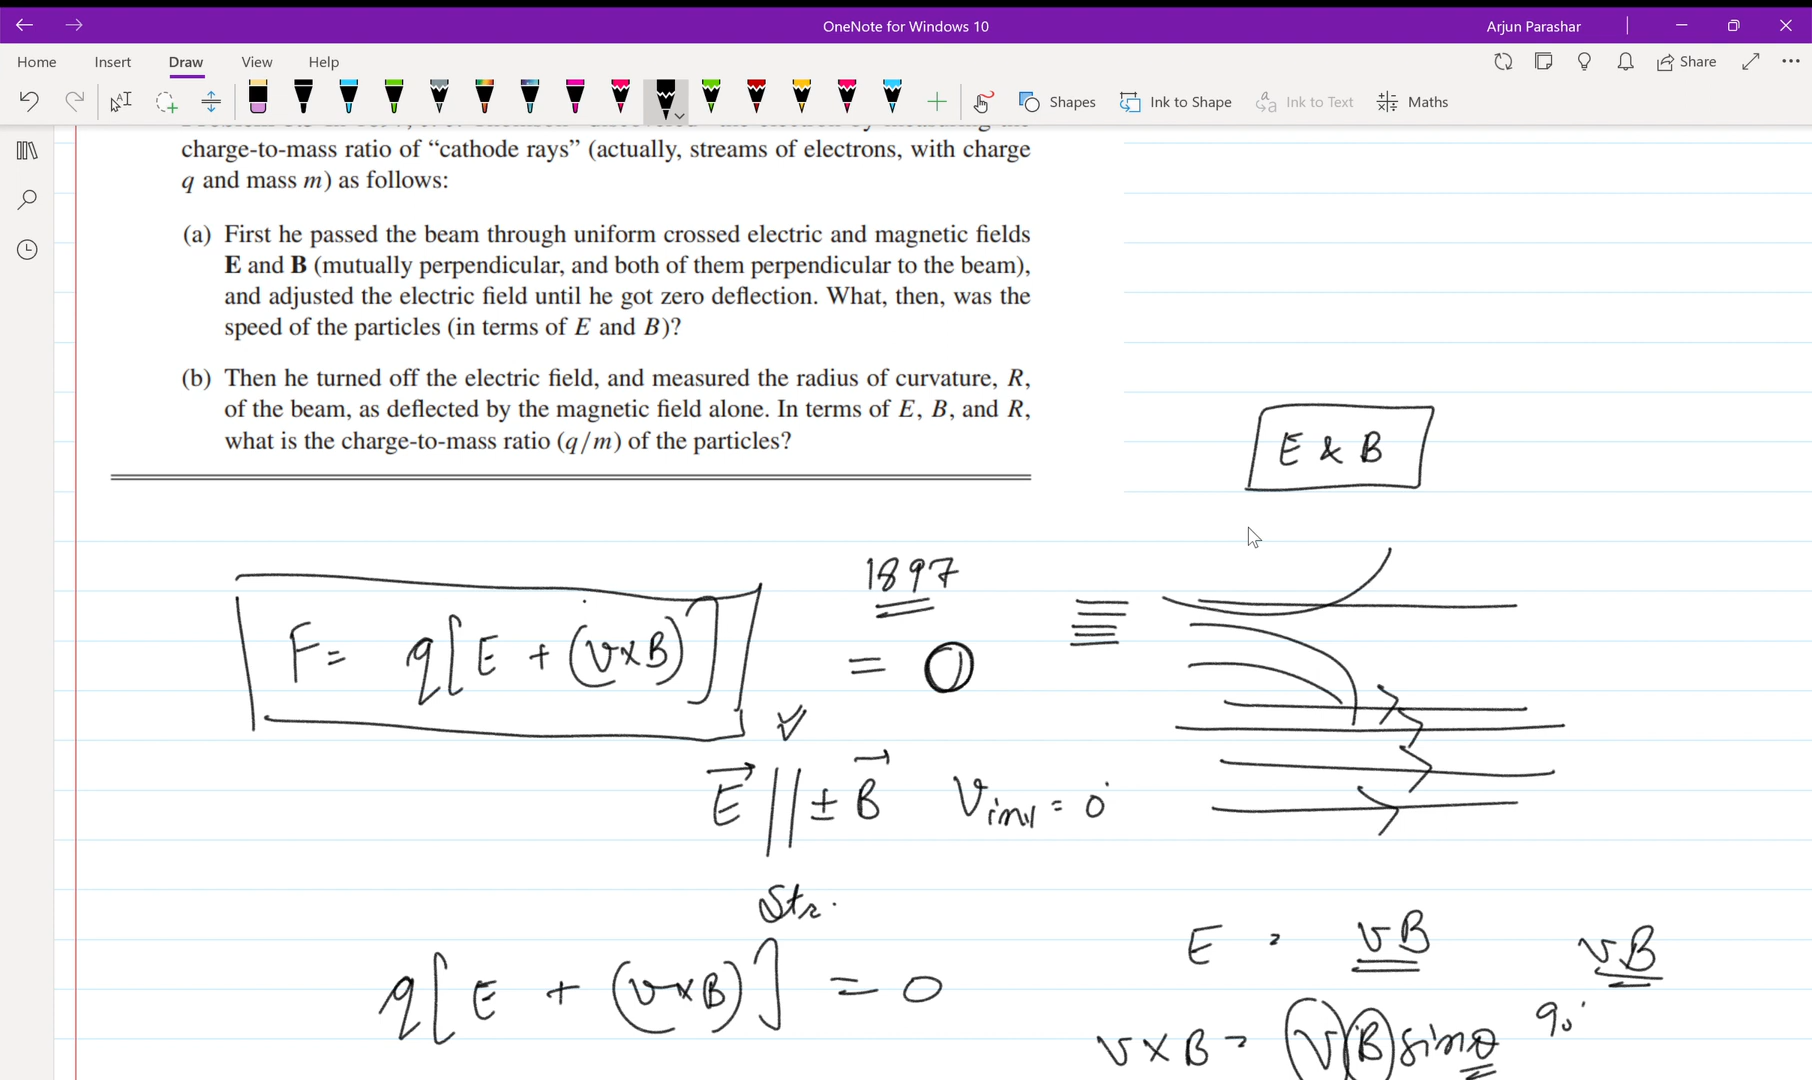 OneNote for Windows 10
Arjun Parashar
Home Insert Draw View Help
Share
Shapes Ink to Shape Ink to Text Maths
charge-to-mass ratio of “cathode rays” (actually, streams of electrons, with charge
q and mass m) as follows:
(a) First he passed the beam through uniform crossed electric and magnetic fields
E and B (mutually perpendicular, and both of them perpendicular to the beam),
and adjusted the electric field until he got zero deflection. What, then, was the
speed of the particles (in terms of E and B)?
(b) Then he turned off the electric field, and measured the radius of curvature, R,
of the beam, as deflected by the magnetic field alone. In terms of E, B, and R,
what is the charge-to-mass ratio (q/m) of the particles?
E & B
1897
F = q[E + (v×B)] = 0
E || ± B
= 0
Str.
q[E + (v×B)] = 0
E = vB vB
v × B = (V)(B) sinθ 90°